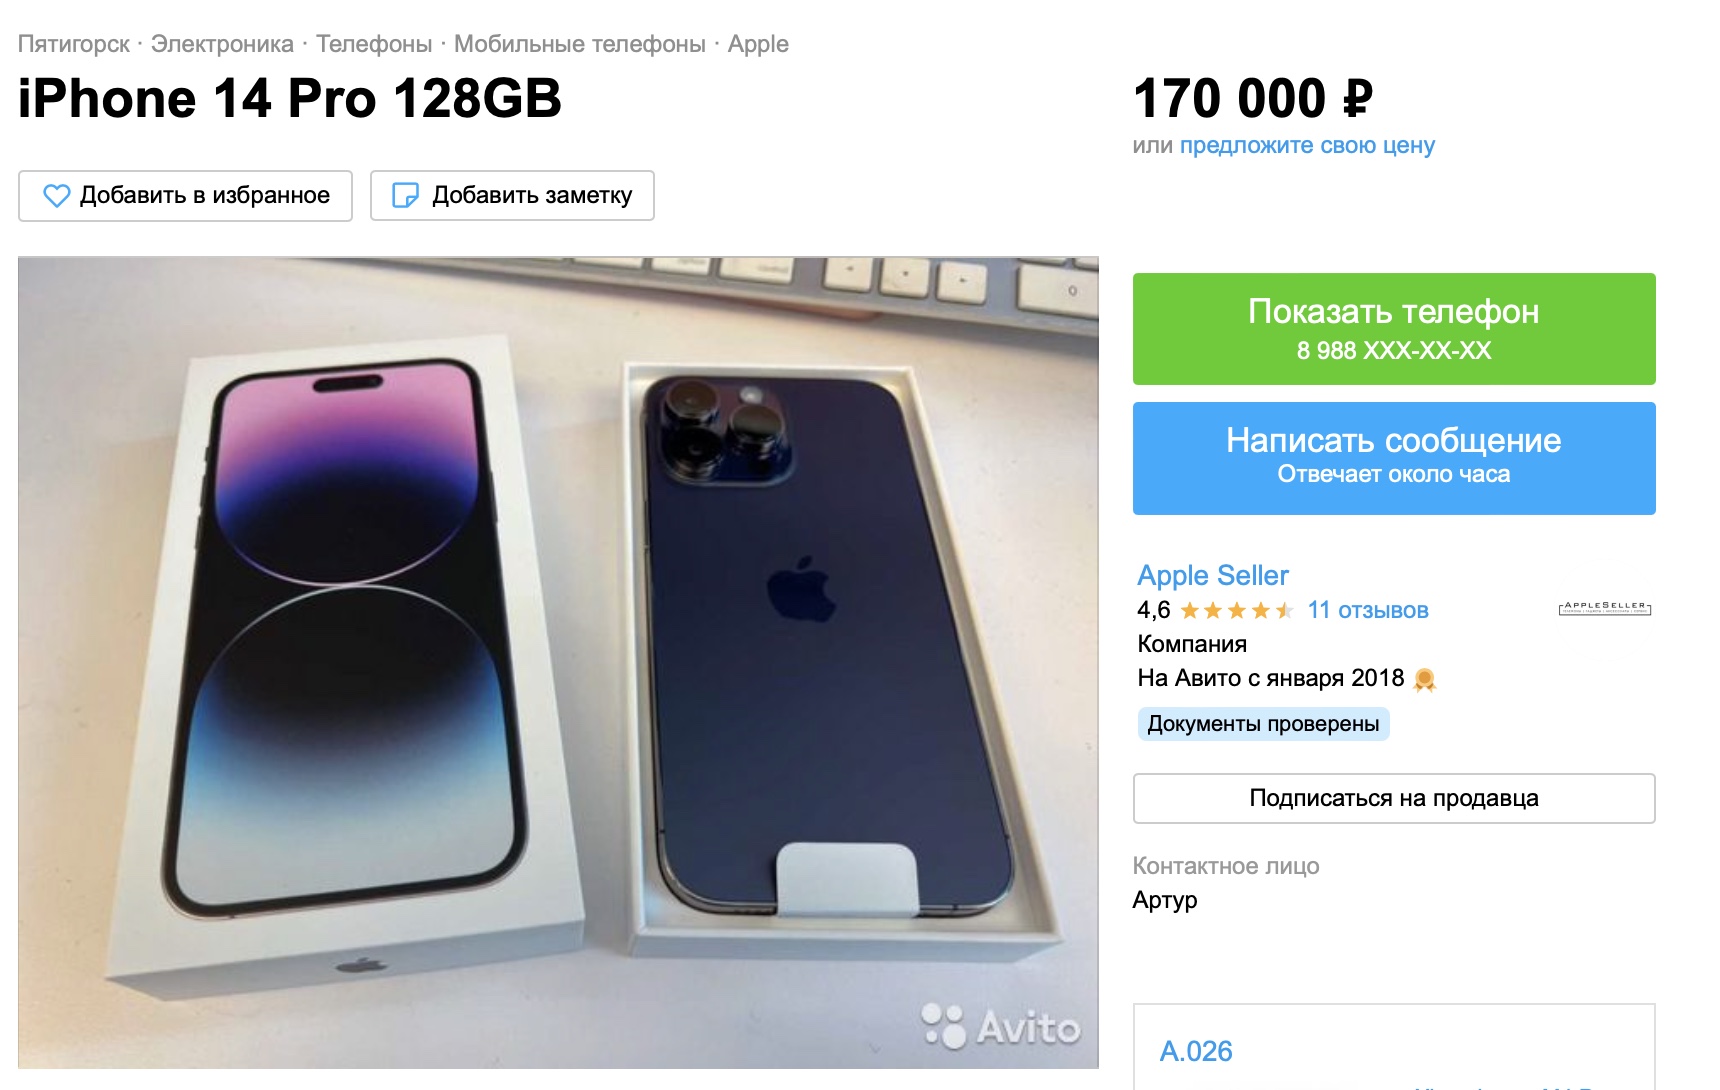 Пятигорск · Электроника · Телефоны · Мобильные телефоны · Apple
iPhone 14 Pro 128GB
170 000 ₽
или предложите свою цену
Добавить в избранное
Добавить заметку
Показать телефон
8 988 XXX-XX-XX
Написать сообщение
Отвечает около часа
Apple Seller
4,6
11 отзывов
APPLESELLER
Компания
На Авито с января 2018
Документы проверены
Подписаться на продавца
Контактное лицо
Артур
Avito
A.026